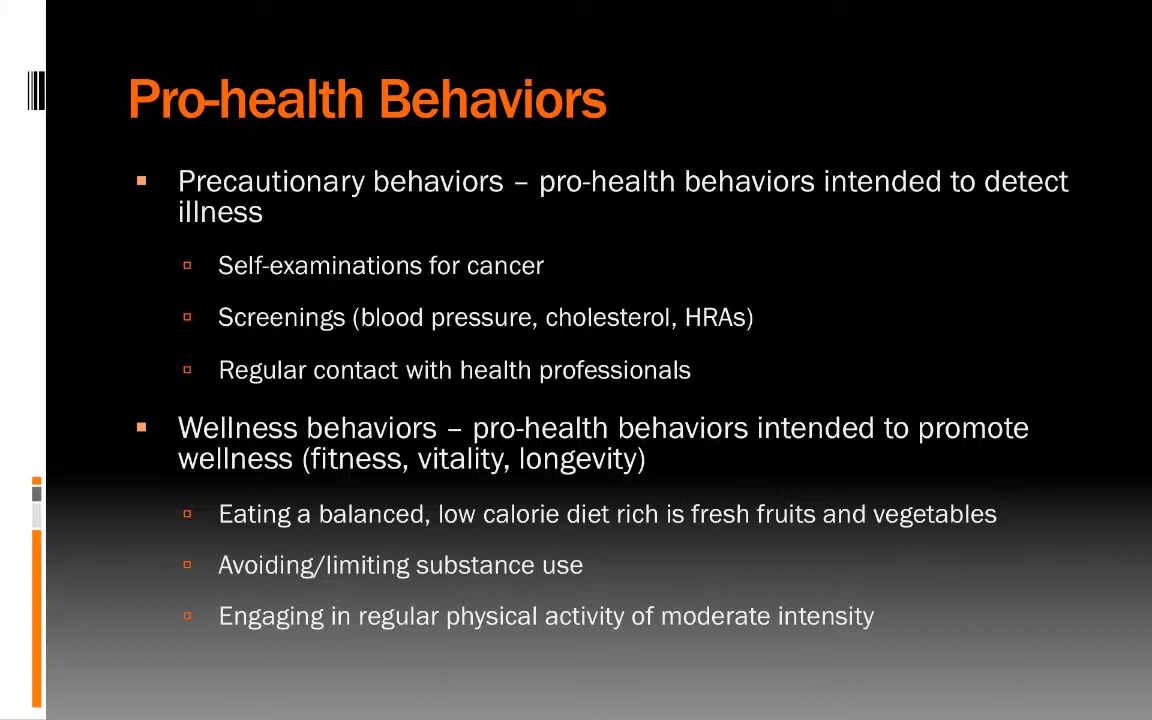 Pro-health Behaviors
Precautionary behaviors – pro-health behaviors intended to detect
illness
Self-examinations for cancer
Screenings (blood pressure, cholesterol, HRAs)
Regular contact with health professionals
Wellness behaviors – pro-health behaviors intended to promote
wellness (fitness, vitality, longevity)
Eating a balanced, low calorie diet rich is fresh fruits and vegetables
Avoiding/limiting substance use
Engaging in regular physical activity of moderate intensity